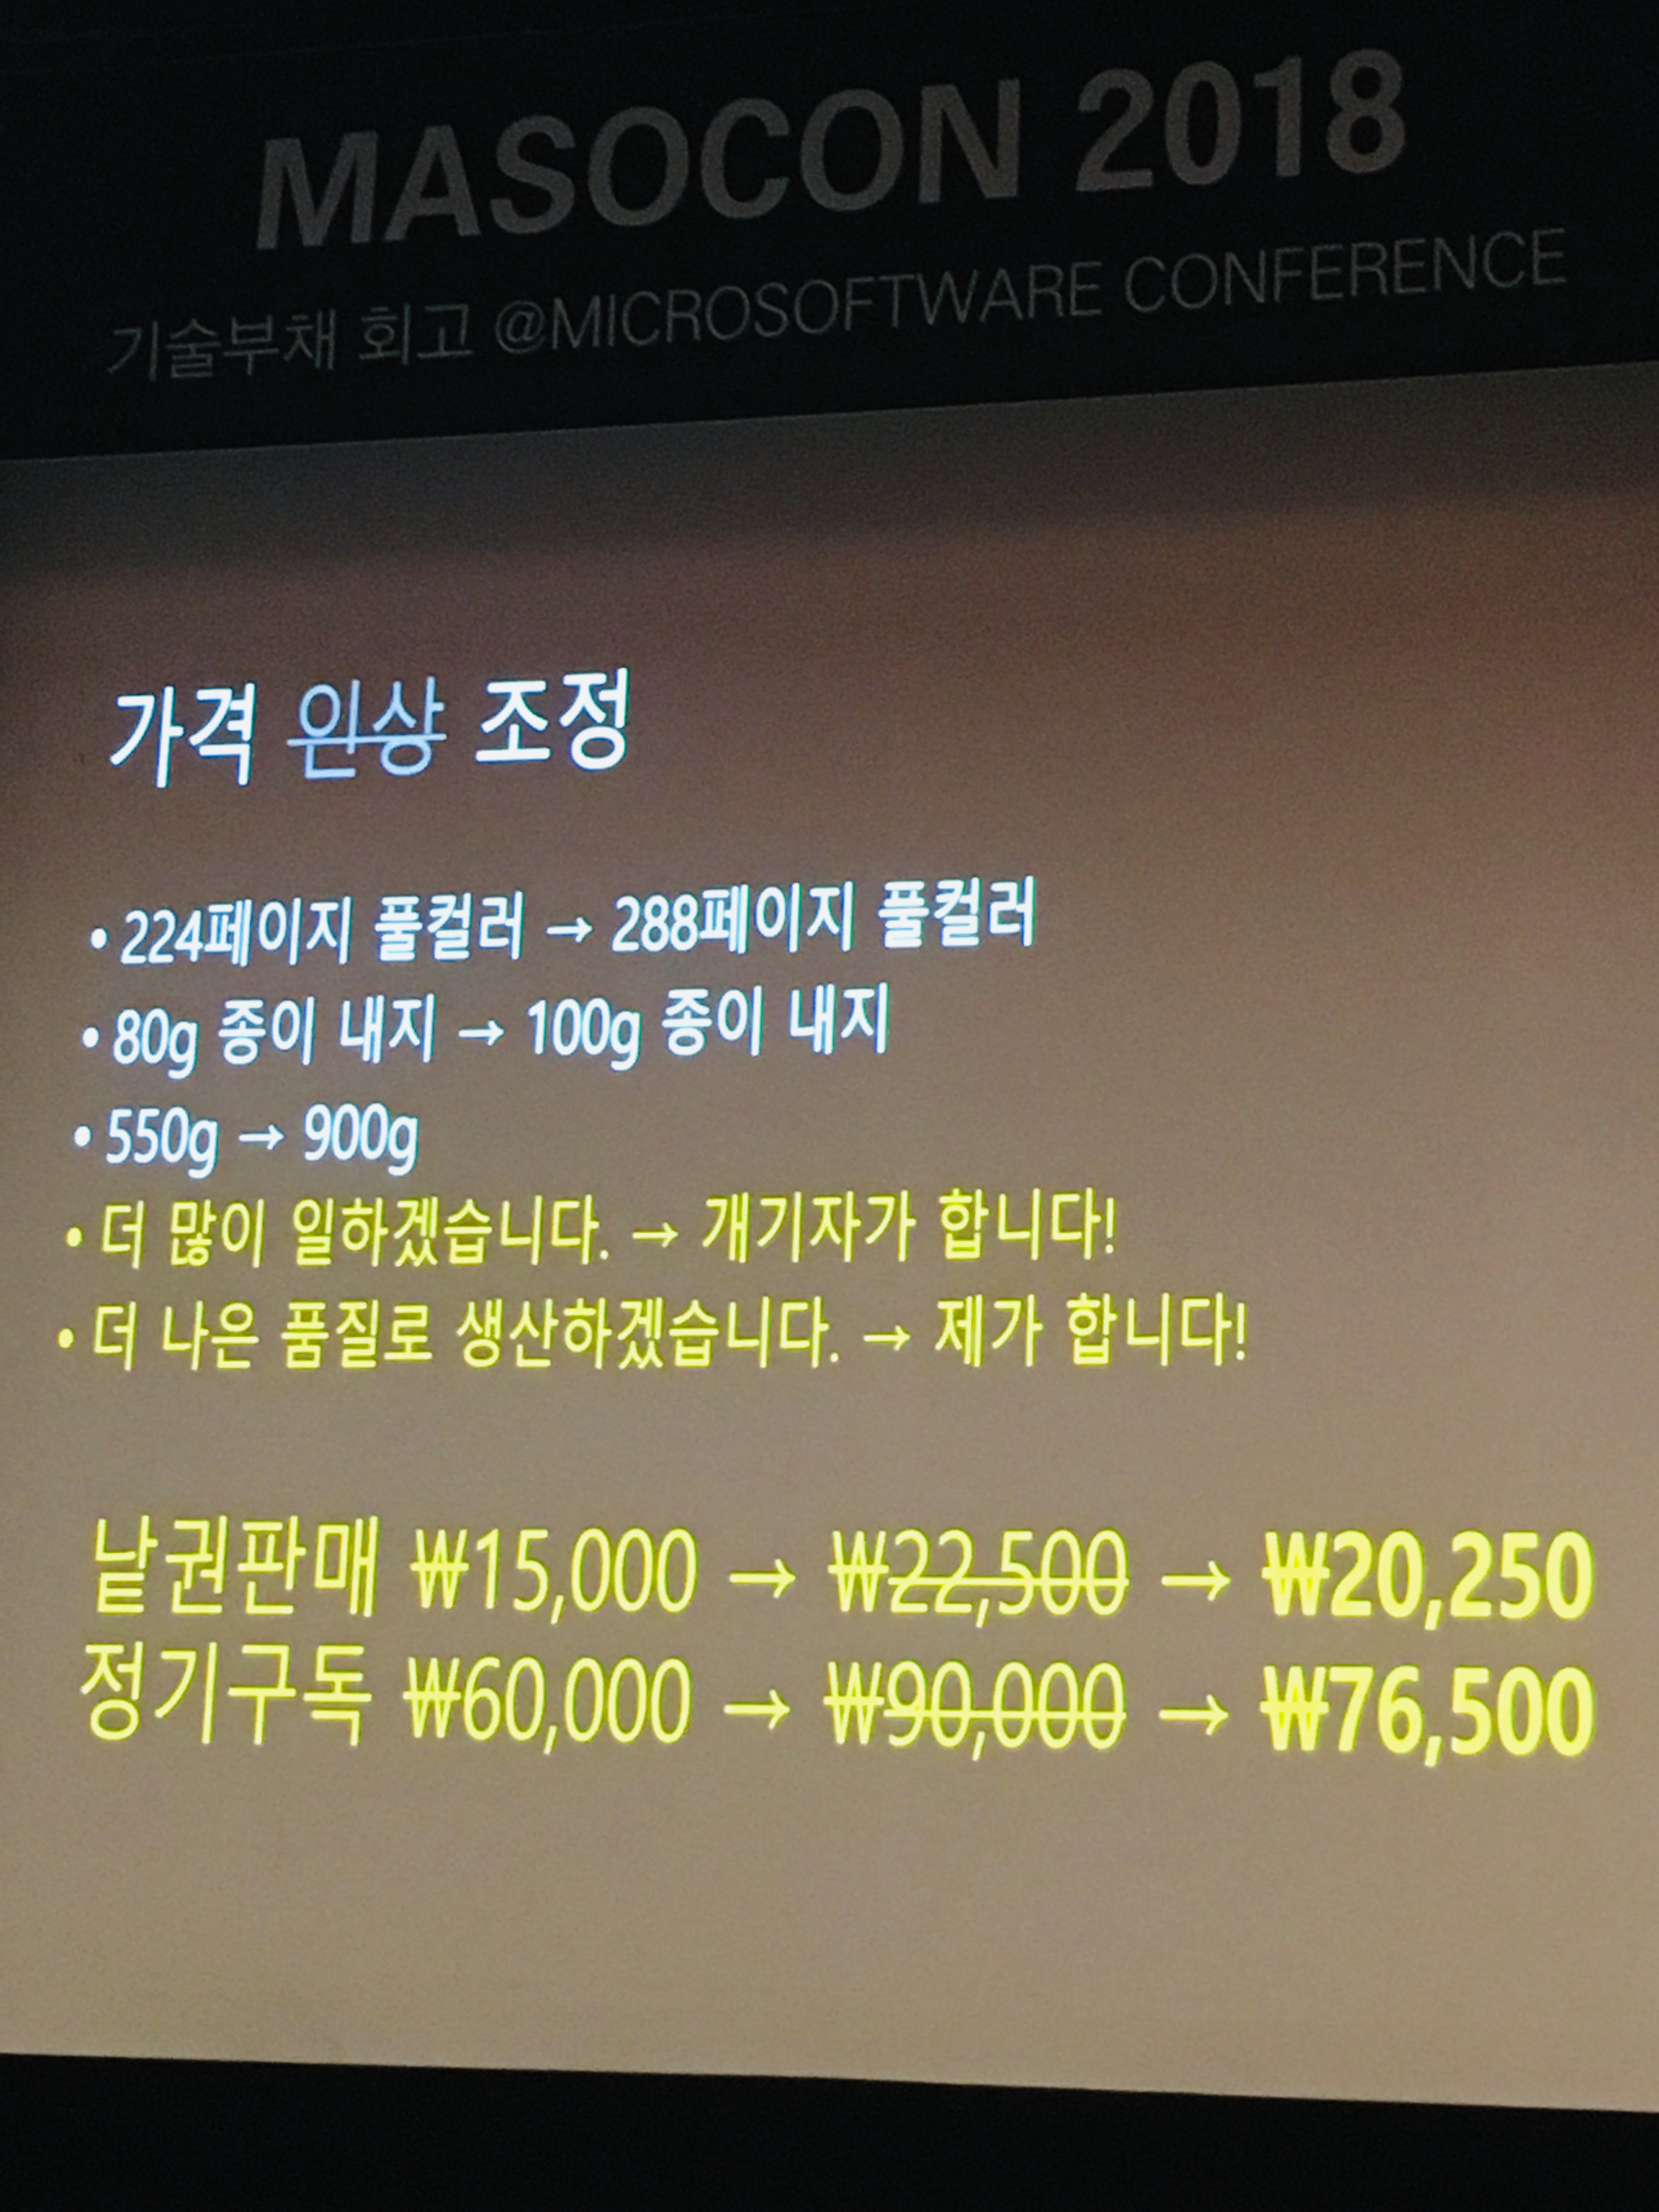 MASOCON 2018
기술부채 회고 @MICROSOFTWARE CONFERENCE
가격 인상 조정
• 224페이지 풀컬러 → 288페이지 풀컬러
• 80g 종이 내지 → 100g 종이 내지
• 550g → 900g
• 더 많이 일하겠습니다. → 개기자가 합니다!
• 더 나은 품질로 생산하겠습니다. → 제가 합니다!
낱권판매 ₩15,000 → ₩22,500 → ₩20,250
정기구독 ₩60,000 → ₩90,000 → ₩76,500